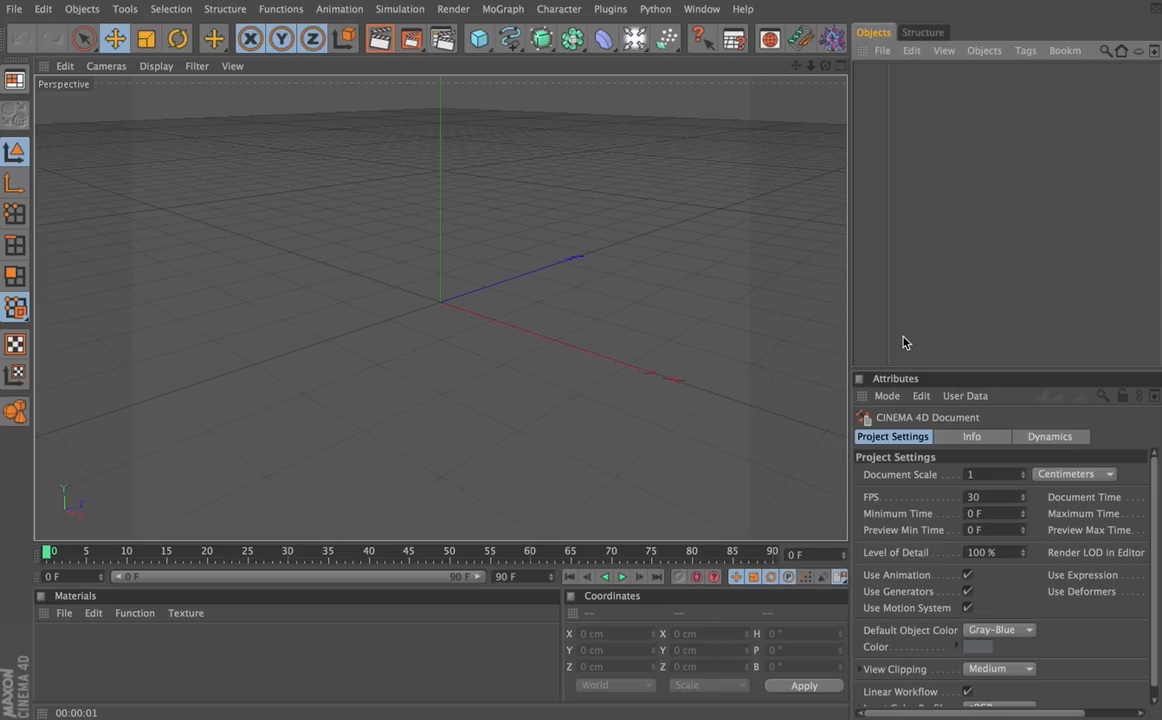 File Edit Objects Tools Selection Structure Functions Animation Simulation Render MoGraph Character Plugins Python Window Help
Objects Structure
File Edit View Objects Tags Bookm
Edit Cameras Display Filter View
Perspective
Y
Z
X
0 5 10 15 20 25 30 35 40 45 50 55 60 65 70 75 80 85 90 0 F
0 F 0 F 90 F 90 F
Materials
File Edit Function Texture
Coordinates
-- -- --
X 0 cm X 0 cm H 0 °
Y 0 cm Y 0 cm P 0 °
Z 0 cm Z 0 cm B 0 °
World Scale Apply
Attributes
Mode Edit User Data
CINEMA 4D Document
Project Settings Info Dynamics
Project Settings
Document Scale 1 Centimeters
FPS 30 Document Time
Minimum Time 0 F Maximum Time
Preview Min Time 0 F Preview Max Time
Level of Detail 100 % Render LOD in Editor
Use Animation Use Expression
Use Generators Use Deformers
Use Motion System
Default Object Color Gray-Blue
Color
View Clipping Medium
Linear Workflow
MAXON
CINEMA 4D
00:00:01